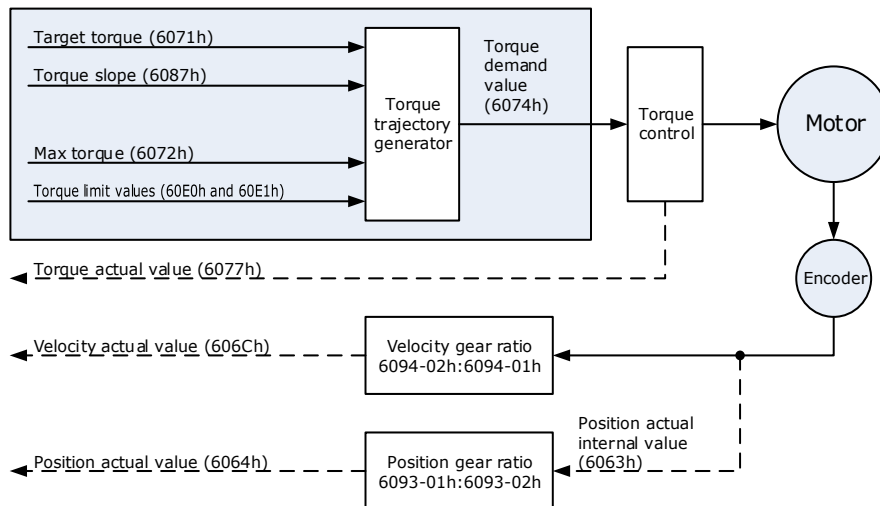 Target torque (6071h)
Torque slope (6087h)
Max torque (6072h)
Torque limit values (60E0h and 60E1h)
Torque
trajectory
generator
Torque
demand
value
(6074h)
Torque
control
Motor
Encoder
Torque actual value (6077h)
Velocity actual value (606Ch)
Velocity gear ratio
6094-02h:6094-01h
Position actual
internal value
(6063h)
Position actual value (6064h)
Position gear ratio
6093-01h:6093-02h